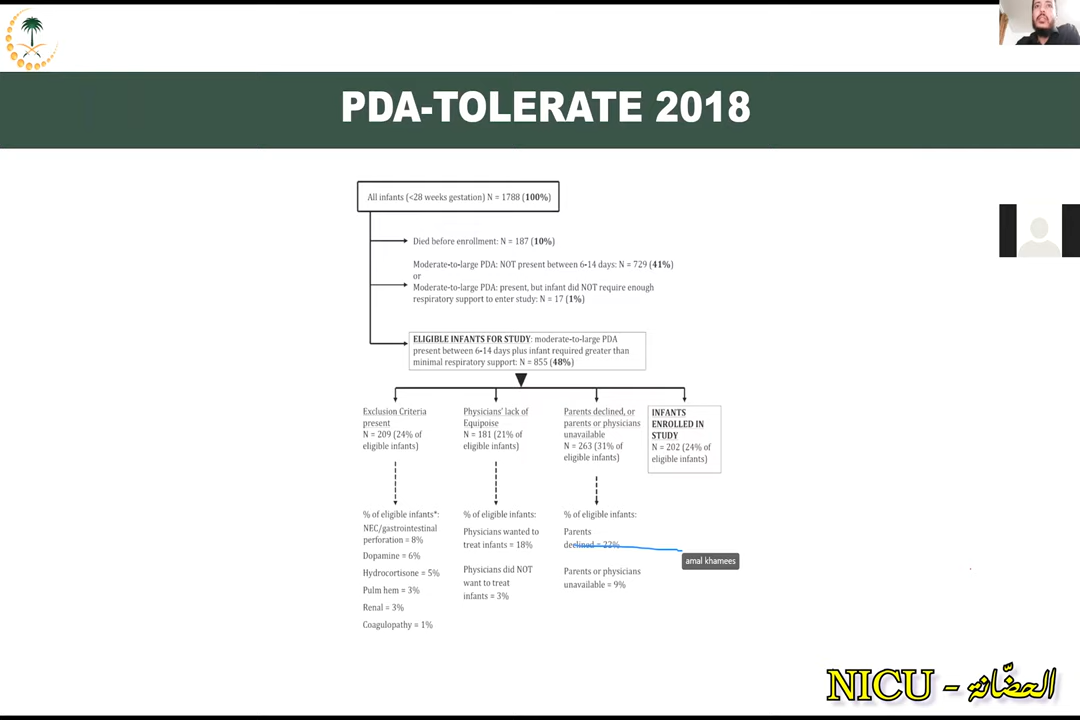 PDA-TOLERATE 2018
All infants (<28 weeks gestation) N = 1788 (100%)
Died before enrollment: N = 187 (10%)
Moderate-to-large PDA: NOT present between 6-14 days: N = 729 (41%)
or
Moderate-to-large PDA: present, but infant did NOT require enough
respiratory support to enter study: N = 17 (1%)
ELIGIBLE INFANTS FOR STUDY: moderate-to-large PDA
present between 6-14 days plus infant required greater than
minimal respiratory support: N = 855 (48%)
Exclusion Criteria
present
N = 209 (24% of
eligible infants)
Physicians' lack of
Equipoise
N = 181 (21% of
eligible infants)
Parents declined, or
parents or physicians
unavailable
N = 263 (31% of
eligible infants)
INFANTS
ENROLLED IN
STUDY
N = 202 (24% of
eligible infants)
% of eligible infants*:
NEC/gastrointestinal
perforation = 8%
Dopamine = 6%
Hydrocortisone = 5%
Pulm hem = 3%
Renal = 3%
Coagulopathy = 1%
% of eligible infants:
Physicians wanted to
treat infants = 18%
Physicians did NOT
want to treat
infants = 3%
% of eligible infants:
Parents
declined = 22%
Parents or physicians
unavailable = 9%
amal khamees
NICU - الحضّانة